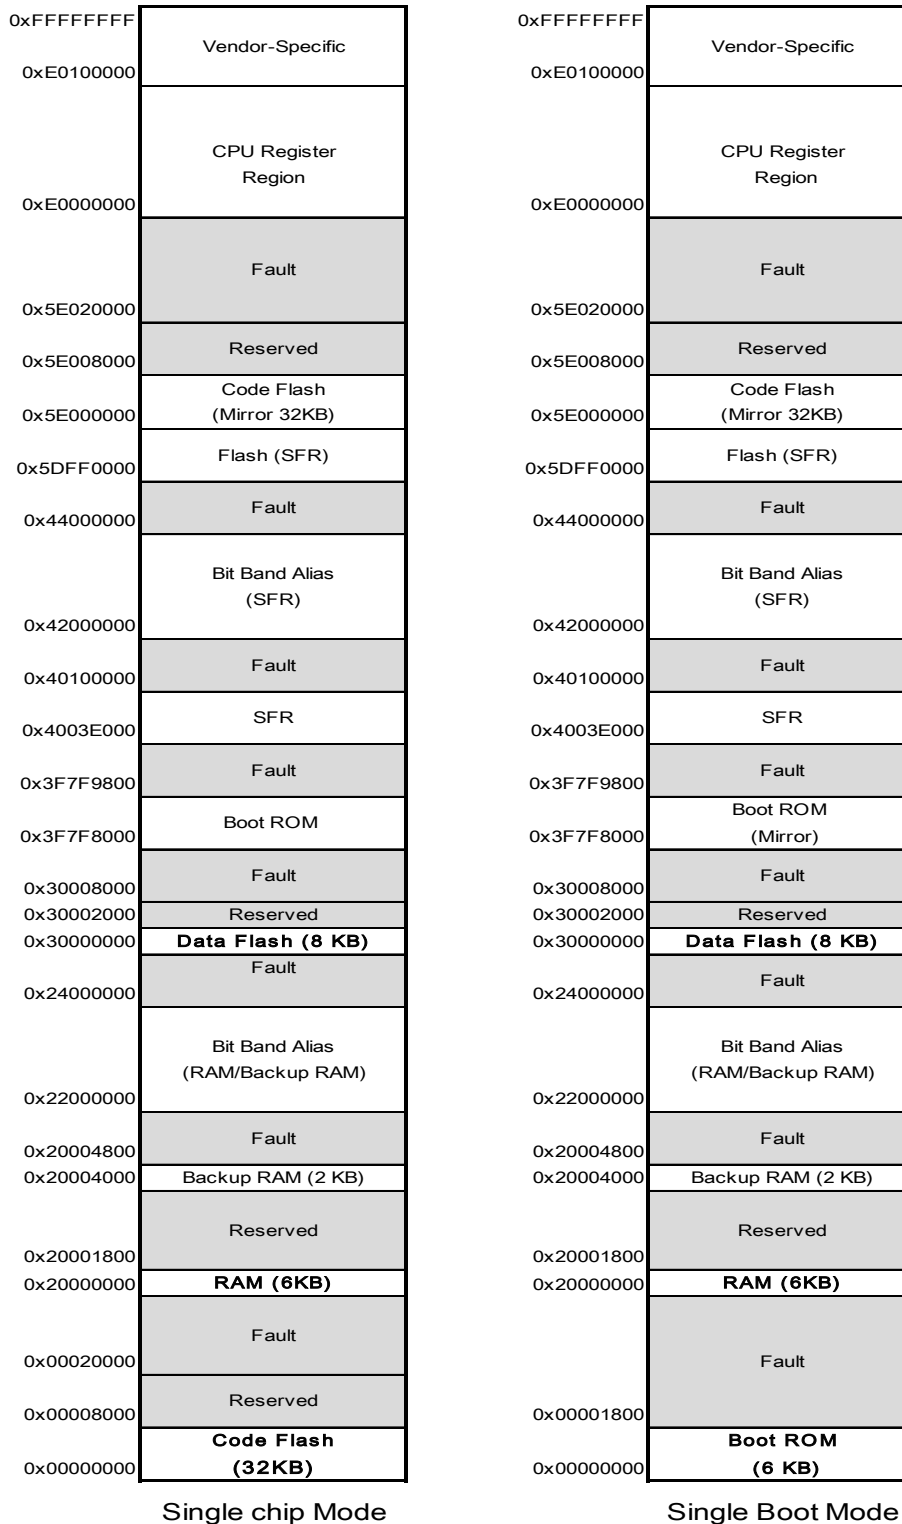 0xFFFFFFFF
Vendor-Specific
0xE0100000
CPU Register
Region
0xE0000000
Fault
0x5E020000
Reserved
0x5E008000
Code Flash
(Mirror 32KB)
0x5E000000
Flash (SFR)
0x5DFF0000
Fault
0x44000000
Bit Band Alias
(SFR)
0x42000000
Fault
0x40100000
SFR
0x4003E000
Fault
0x3F7F9800
Boot ROM
0x3F7F8000
Fault
0x30008000
0x30002000
Reserved
0x30000000
Data Flash (8 KB)
Fault
0x24000000
Bit Band Alias
(RAM/Backup RAM)
0x22000000
Fault
0x20004800
0x20004000
Backup RAM (2 KB)
Reserved
0x20001800
0x20000000
RAM (6KB)
Fault
0x00020000
Reserved
0x00008000
Code Flash
(32KB)
0x00000000
Single chip Mode
0xFFFFFFFF
Vendor-Specific
0xE0100000
CPU Register
Region
0xE0000000
Fault
0x5E020000
Reserved
0x5E008000
Code Flash
(Mirror 32KB)
0x5E000000
Flash (SFR)
0x5DFF0000
Fault
0x44000000
Bit Band Alias
(SFR)
0x42000000
Fault
0x40100000
SFR
0x4003E000
Fault
0x3F7F9800
Boot ROM
(Mirror)
0x3F7F8000
Fault
0x30008000
0x30002000
Reserved
0x30000000
Data Flash (8 KB)
Fault
0x24000000
Bit Band Alias
(RAM/Backup RAM)
0x22000000
Fault
0x20004800
0x20004000
Backup RAM (2 KB)
Reserved
0x20001800
0x20000000
RAM (6KB)
Fault
0x00001800
Boot ROM
(6 KB)
0x00000000
Single Boot Mode